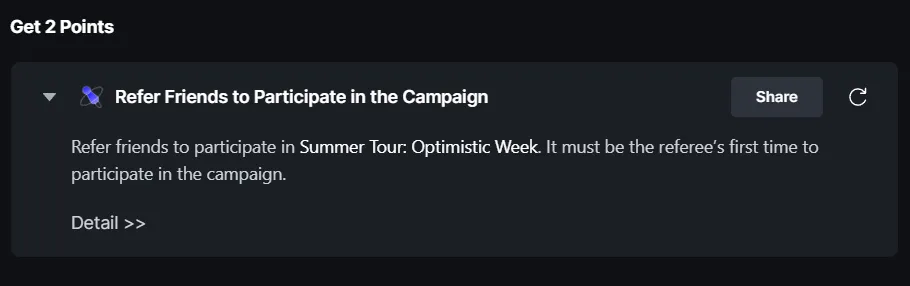 Get 2 Points
Refer Friends to Participate in the Campaign
Share
Refer friends to participate in Summer Tour: Optimistic Week. It must be the referee's first time to
participate in the campaign.
Detail >>